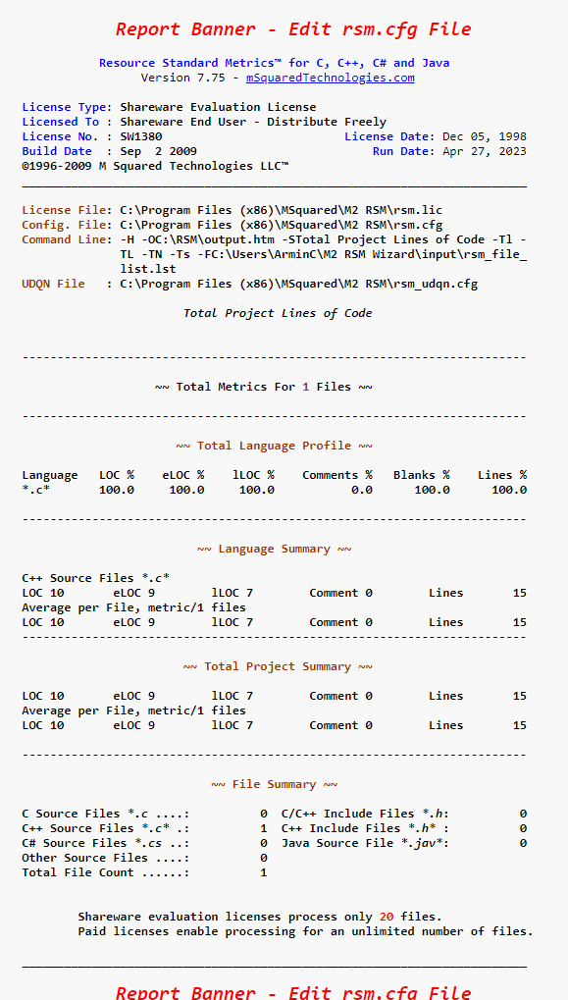 Report Banner - Edit rsm.cfg File
Resource Standard Metrics™ for C, C++, C# and Java
Version 7.75 - mSquaredTechnologies.com
License Type: Shareware Evaluation License
Licensed To : Shareware End User - Distribute Freely
License No. : SW1380 License Date: Dec 05, 1998
Build Date : Sep 2 2009 Run Date: Apr 27, 2023
©1996-2009 M Squared Technologies LLC™
License File: C:\Program Files (x86)\MSquared\M2 RSM\rsm.lic
Config. File: C:\Program Files (x86)\MSquared\M2 RSM\rsm.cfg
Command Line: -H -OC:\RSM\output.htm -STotal Project Lines of Code -Tl -
TL -TN -Ts -FC:\Users\ArminC\M2 RSM Wizard\input\rsm_file_
list.lst
UDQN File : C:\Program Files (x86)\MSquared\M2 RSM\rsm_udqn.cfg
Total Project Lines of Code
------------------------------------------------------------------------
~~ Total Metrics For 1 Files ~~
------------------------------------------------------------------------
~~ Total Language Profile ~~
Language LOC % eLOC % lLOC % Comments % Blanks % Lines %
*.c* 100.0 100.0 100.0 0.0 100.0 100.0
------------------------------------------------------------------------
~~ Language Summary ~~
C++ Source Files *.c*
LOC 10 eLOC 9 lLOC 7 Comment 0 Lines 15
Average per File, metric/1 files
LOC 10 eLOC 9 lLOC 7 Comment 0 Lines 15
------------------------------------------------------------------------
~~ Total Project Summary ~~
LOC 10 eLOC 9 lLOC 7 Comment 0 Lines 15
Average per File, metric/1 files
LOC 10 eLOC 9 lLOC 7 Comment 0 Lines 15
------------------------------------------------------------------------
~~ File Summary ~~
C Source Files *.c ....: 0 C/C++ Include Files *.h: 0
C++ Source Files *.c* .: 1 C++ Include Files *.h* : 0
C# Source Files *.cs ..: 0 Java Source File *.jav*: 0
Other Source Files ....: 0
Total File Count ......: 1
Shareware evaluation licenses process only 20 files.
Paid licenses enable processing for an unlimited number of files.
Report Banner - Edit rsm.cfg File